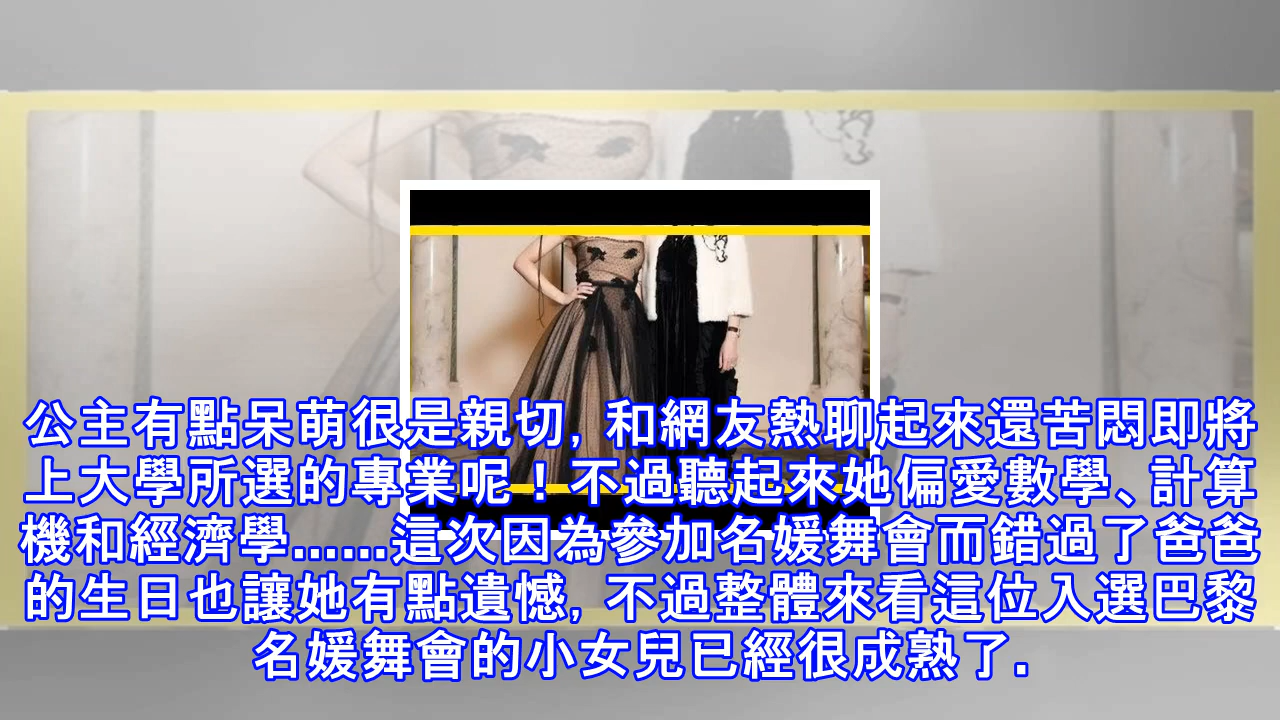 公主有點呆萌很是親切, 和網友熱聊起來還苦悶即將
上大學所選的專業呢！不過聽起來她偏愛數學、計算
機和經濟學......這次因為參加名媛舞會而錯過了爸爸
的生日也讓她有點遺憾, 不過整體來看這位入選巴黎
名媛舞會的小女兒已經很成熟了.